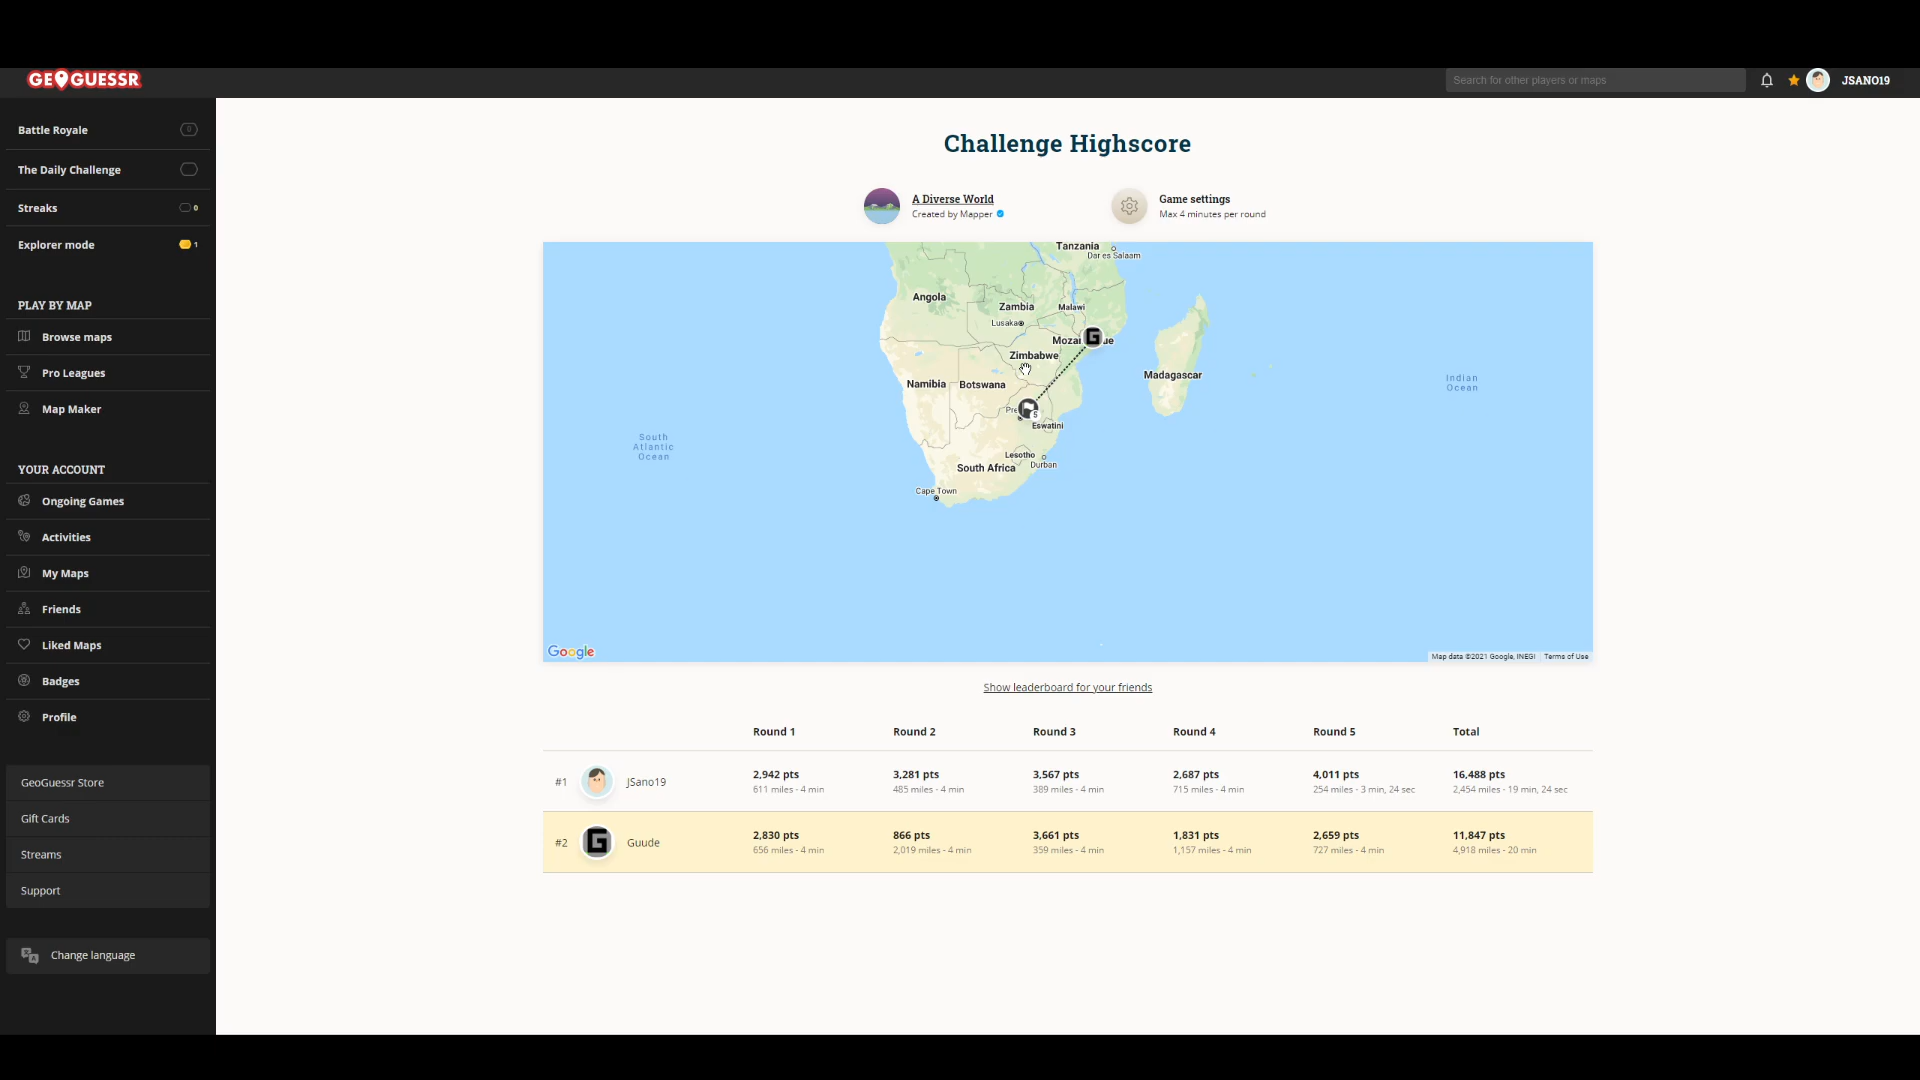 GEOGUESSR
Search for other players or maps
JSANO19
Battle Royale
The Daily Challenge
Streaks 0
Explorer mode 1
PLAY BY MAP
Browse maps
Pro Leagues
Map Maker
YOUR ACCOUNT
Ongoing Games
Activities
My Maps
Friends
Liked Maps
Badges
Profile
GeoGuessr Store
Gift Cards
Streams
Support
Change language
Challenge Highscore
A Diverse World
Created by Mapper
Game settings
Max 4 minutes per round
Tanzania
Dar es Salaam
Angola
Zambia
Malawi
Lusaka
G
Zimbabwe
Namibia
Botswana
Madagascar
Indian
Ocean
5
Eswatini
South
Atlantic
Ocean
Lesotho
Durban
South Africa
Cape Town
Google
Map data ©2021 Google, INEGI
Terms of Use
Show leaderboard for your friends
Round 1 Round 2 Round 3 Round 4 Round 5 Total
#1 JSano19
2,942 pts 3,281 pts 3,567 pts 2,687 pts 4,011 pts 16,488 pts
611 miles - 4 min 485 miles - 4 min 389 miles - 4 min 715 miles - 4 min 254 miles - 3 min, 24 sec 2,454 miles - 19 min, 24 sec
#2 G Guude
2,830 pts 866 pts 3,661 pts 1,831 pts 2,659 pts 11,847 pts
656 miles - 4 min 2,019 miles - 4 min 359 miles - 4 min 1,157 miles - 4 min 727 miles - 4 min 4,918 miles - 20 min